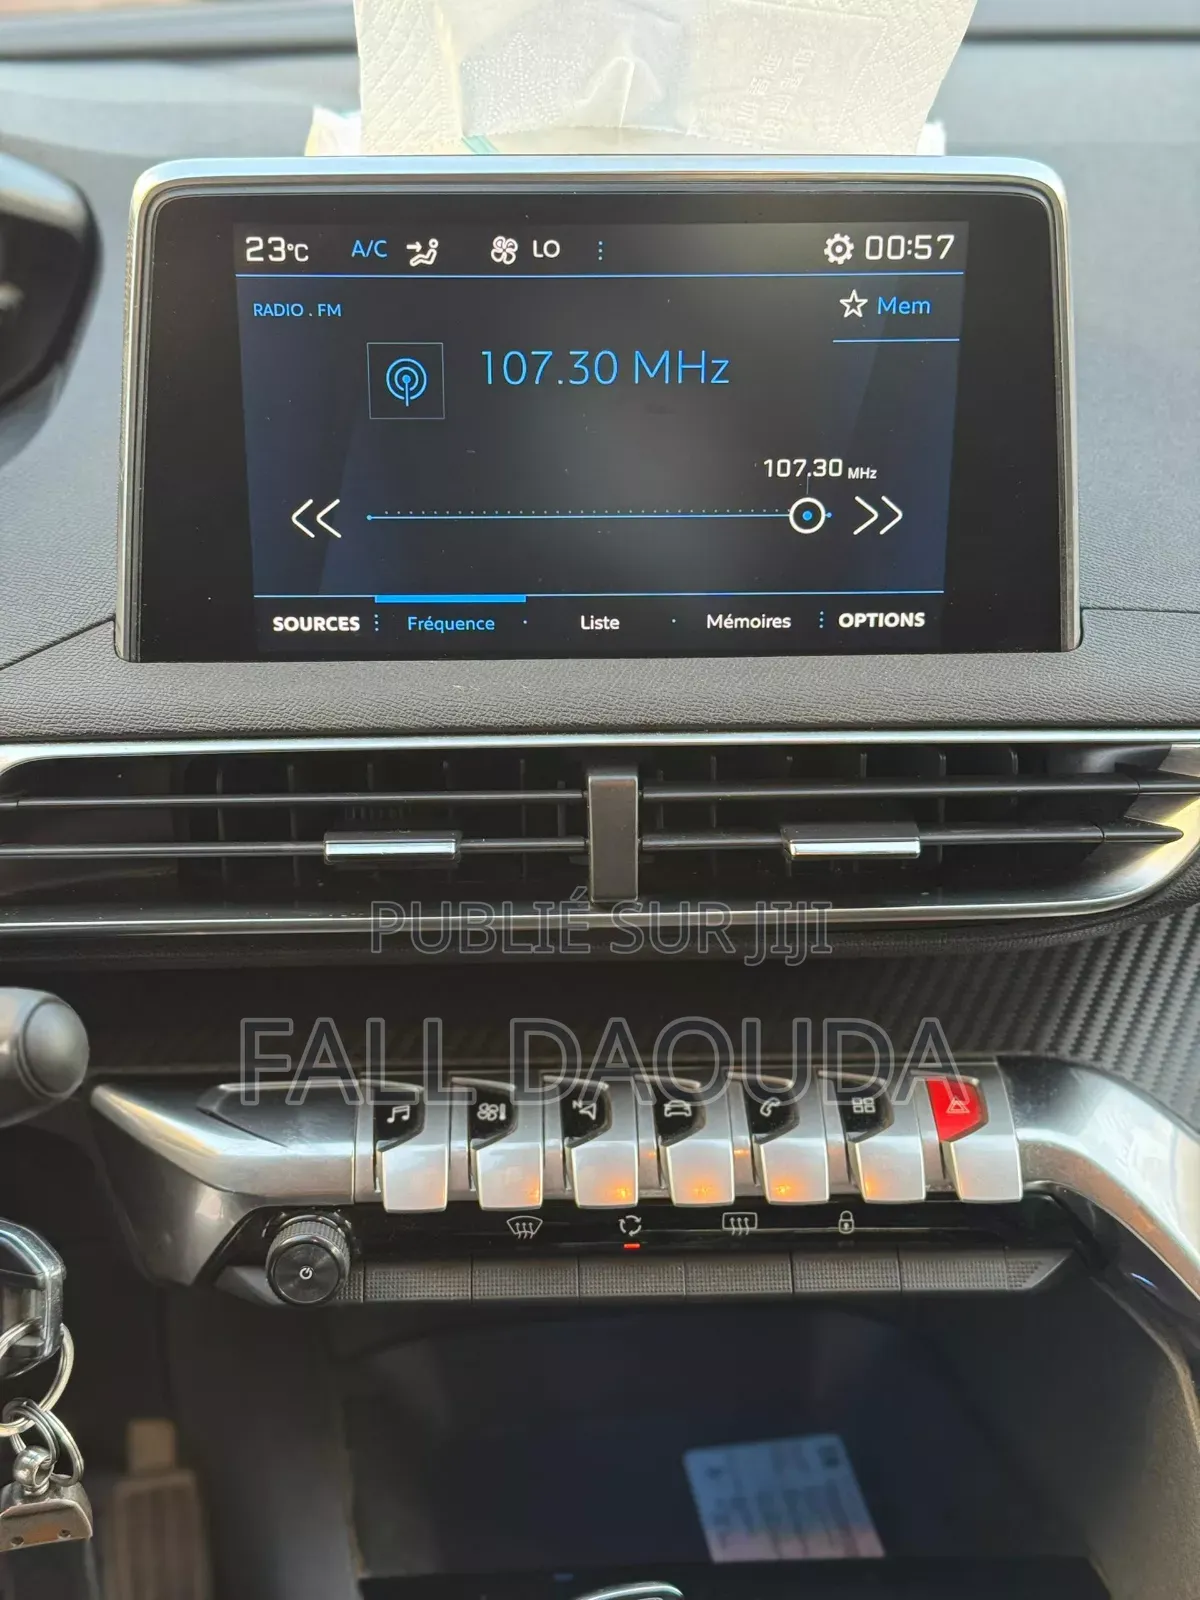 23°C A/C LO 00:57
RADIO . FM Mem
107.30 MHz
107.30 MHz
SOURCES Fréquence Liste Mémoires OPTIONS
PUBLIÉ SUR JIJI
FALL DAOUDA
N